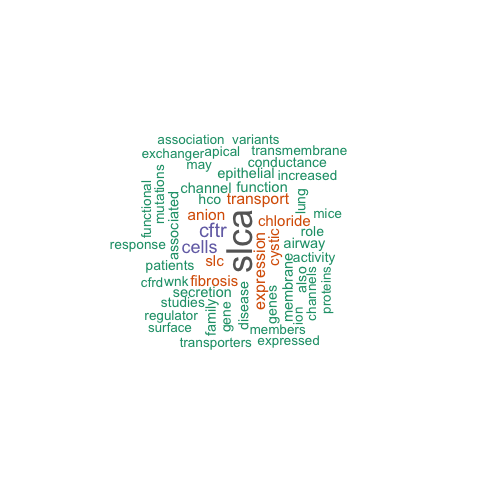 association variants
exchanger apical transmembrane
may conductance
epithelial increased
functional mutations channel function
associated hco transport lung
anion slca chloride mice
cftr role
response cells expression cystic airway
patients slc membrane activity
cfrd wnk fibrosis genes also channels proteins
secretion disease
studies family gene ion
regulator
surface members
transporters expressed